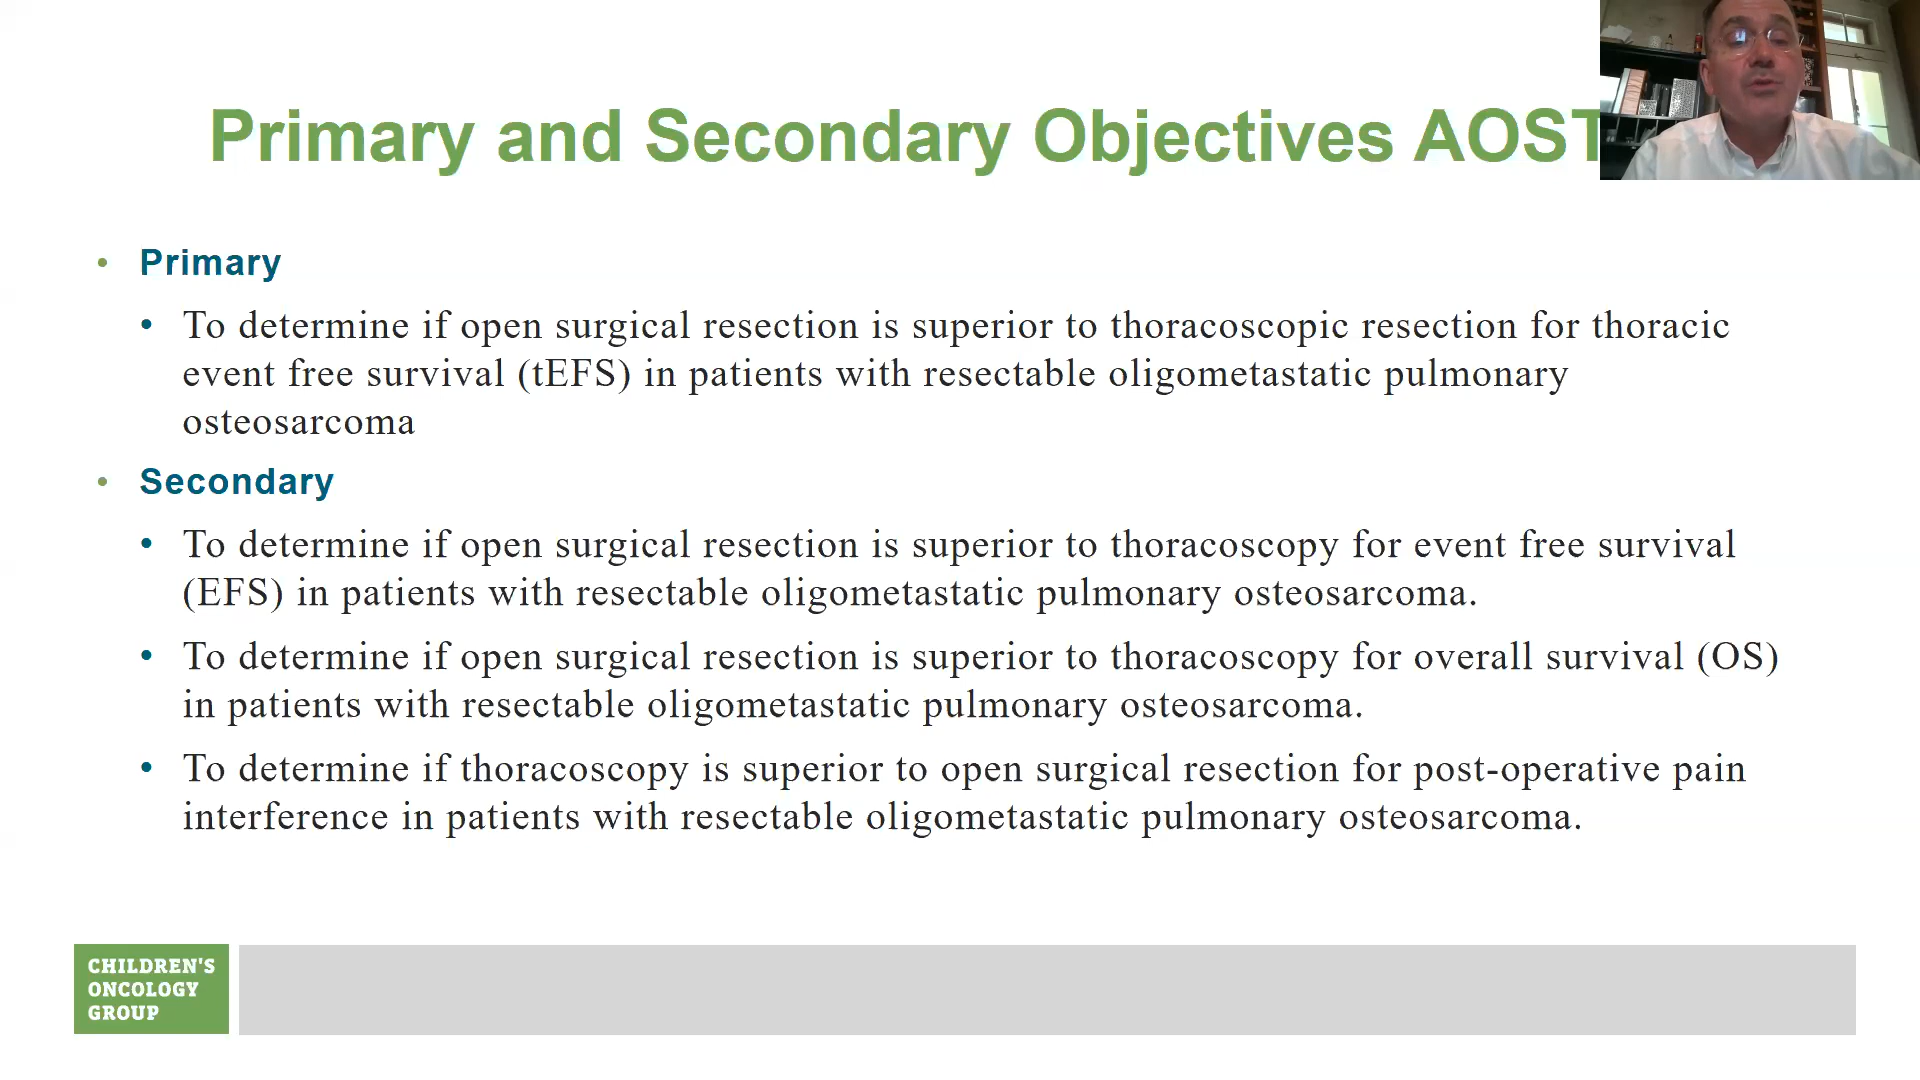 Primary and Secondary Objectives AOST
• Primary
• To determine if open surgical resection is superior to thoracoscopic resection for thoracic
event free survival (tEFS) in patients with resectable oligometastatic pulmonary
osteosarcoma
• Secondary
• To determine if open surgical resection is superior to thoracoscopy for event free survival
(EFS) in patients with resectable oligometastatic pulmonary osteosarcoma.
• To determine if open surgical resection is superior to thoracoscopy for overall survival (OS)
in patients with resectable oligometastatic pulmonary osteosarcoma.
• To determine if thoracoscopy is superior to open surgical resection for post-operative pain
interference in patients with resectable oligometastatic pulmonary osteosarcoma.
CHILDREN'S
ONCOLOGY
GROUP